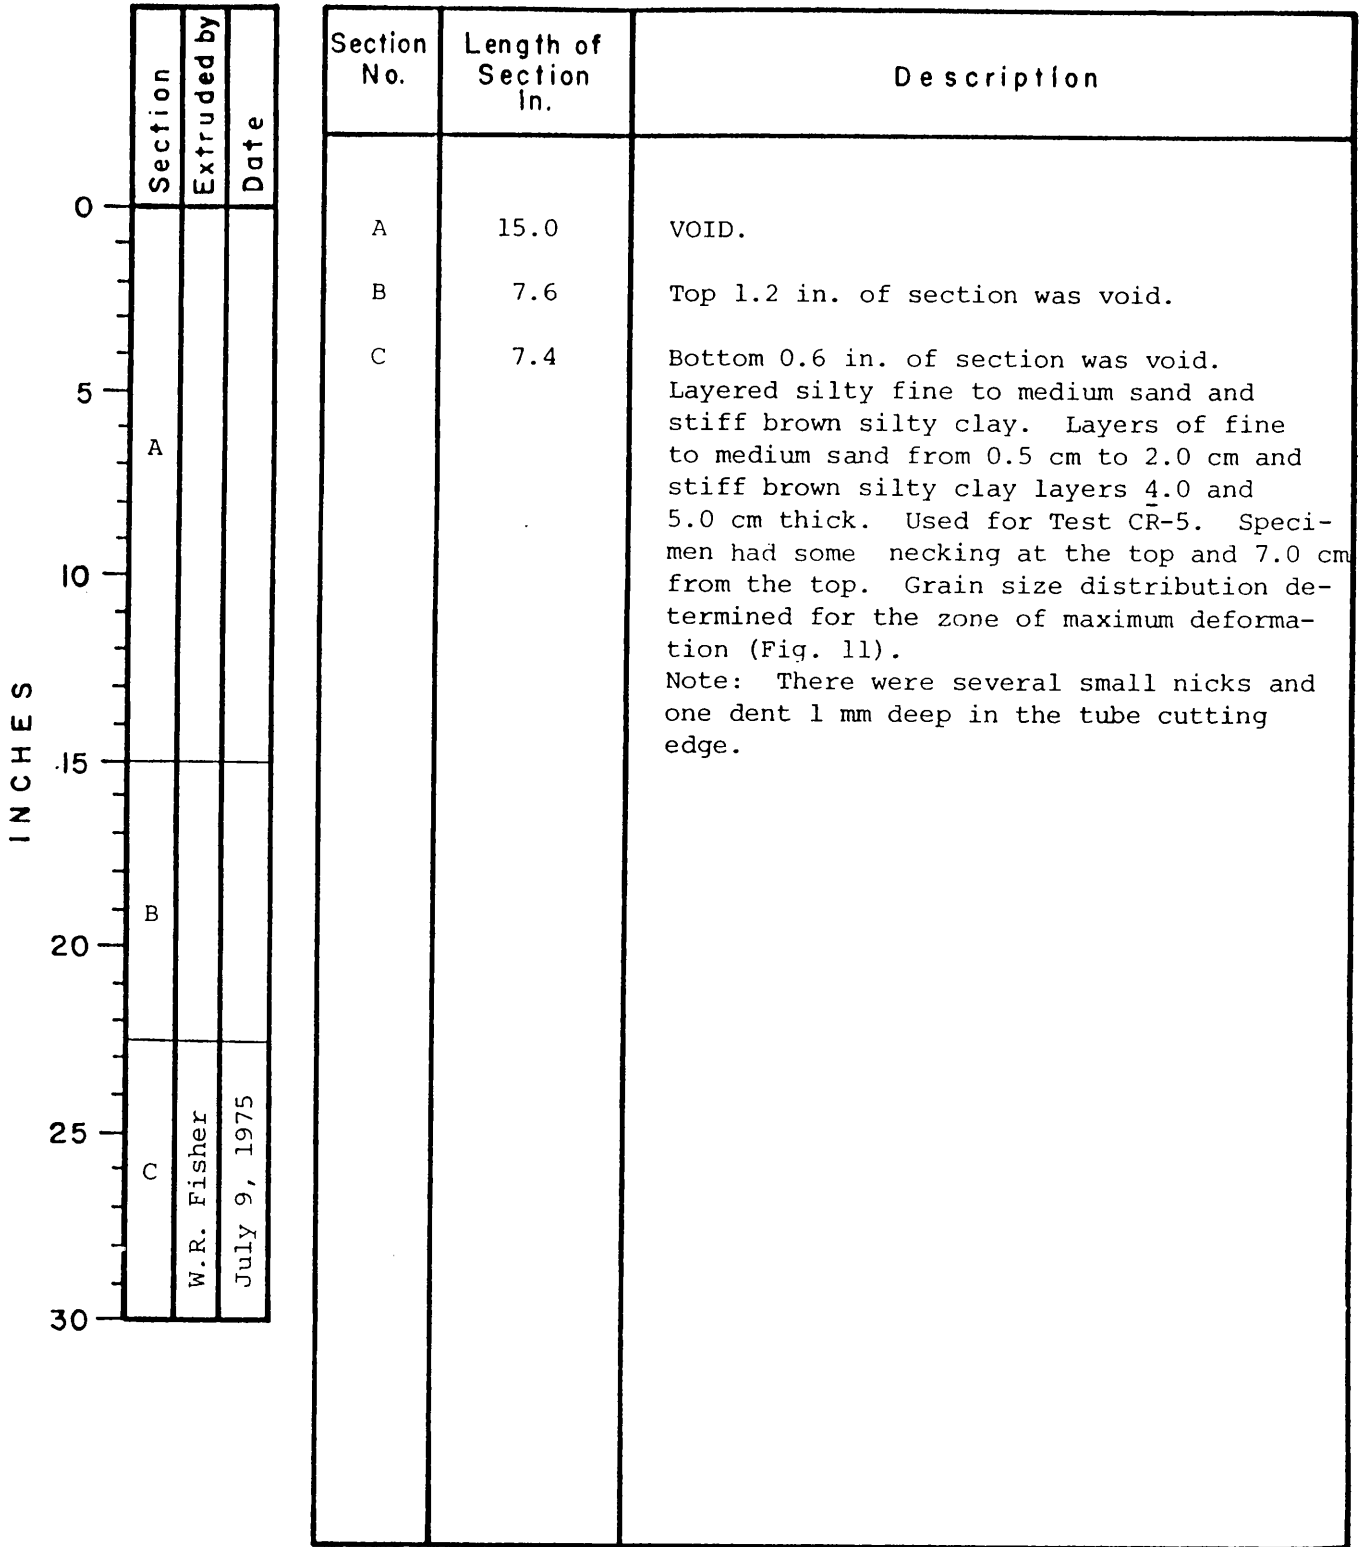 Section
Extruded by
Date
0
5
10
15
20
25
30
INCHES
A
B
C
W.R. Fisher
July 9, 1975
Section No.
Length of Section In.
Description
A 15.0 VOID.
B 7.6 Top 1.2 in. of section was void.
C 7.4 Bottom 0.6 in. of section was void.
Layered silty fine to medium sand and
stiff brown silty clay. Layers of fine
to medium sand from 0.5 cm to 2.0 cm and
stiff brown silty clay layers 4.0 and
5.0 cm thick. Used for Test CR̄-5. Speci-
men had some necking at the top and 7.0 cm
from the top. Grain size distribution de-
termined for the zone of maximum deforma-
tion (Fig. 11).
Note: There were several small nicks and
one dent 1 mm deep in the tube cutting
edge.